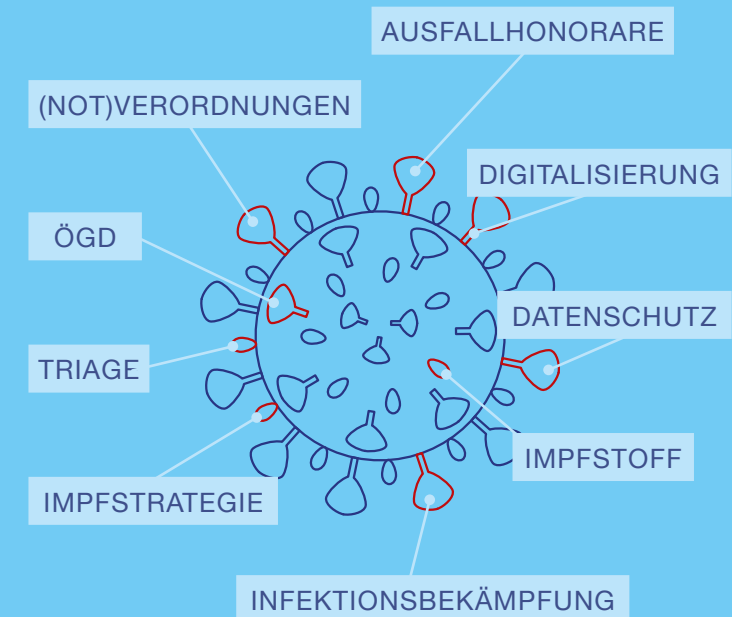 AUSFALLHONORARE
(NOT)VERORDNUNGEN
DIGITALISIERUNG
ÖGD
DATENSCHUTZ
TRIAGE
IMPFSTOFF
IMPFSTRATEGIE
INFEKTIONSBEKÄMPFUNG